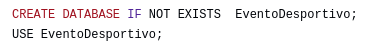 CREATE DATABASE IF NOT EXISTS  EventoDesportivo;
USE EventoDesportivo;